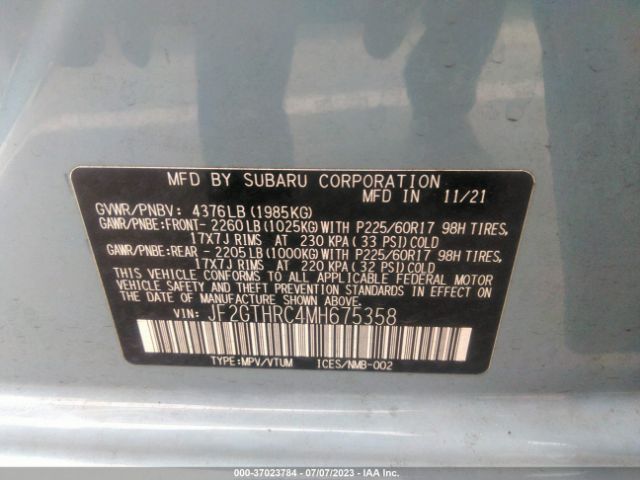 MFD BY SUBARU CORPORATION
MFD IN 11/21
GVWR/PNBV: 4376LB(1985KG)
GAWR/PNBE:FRONT- 2260LB(1025KG)WITH P225/60R17 98H TIRES,
17X7J RIMS AT 230 KPA(33 PSI)COLD
GAWR/PNBE:REAR - 2205LB(1000KG)WITH P225/60R17 98H TIRES,
17X7J RIMS AT 220 KPA(32 PSI)COLD
THIS VEHICLE CONFORMS TO ALL APPLICABLE FEDERAL MOTOR
VEHICLE SAFETY AND THEFT PREVENTION STANDARDS IN EFFECT ON
THE DATE OF MANUFACTURE SHOWN ABOVE.
VIN: JF2GTHRC4MH675358
TYPE:MPV/VTUM ICES/NMB-002
000-37023784 - 07/07/2023 - IAA Inc.